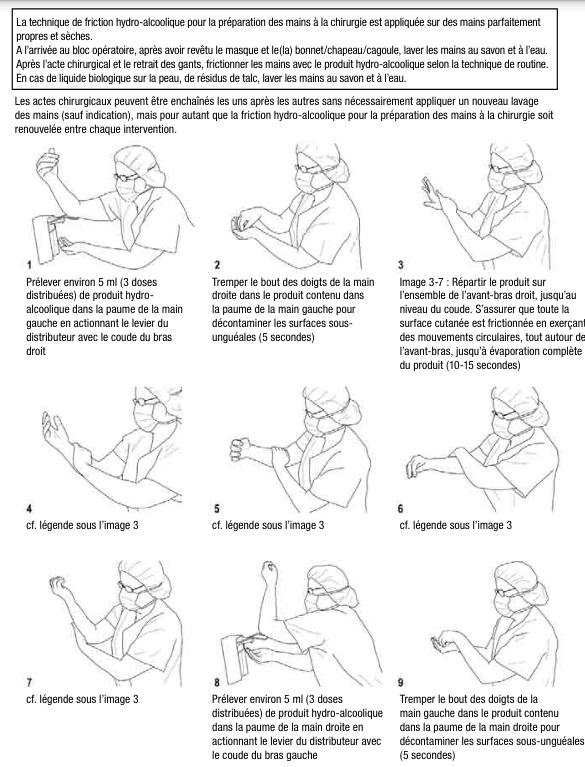 La technique de friction hydro-alcoolique pour la préparation des mains à la chirurgie est appliquée sur des mains parfaitement
propres et sèches.
A l'arrivée au bloc opératoire, après avoir revêtu le masque et le(la) bonnet/chapeau/cagoule, laver les mains au savon et à l'eau.
Après l'acte chirurgical et le retrait des gants, frictionner les mains avec le produit hydro-alcoolique selon la technique de routine.
En cas de liquide biologique sur la peau, de résidus de talc, laver les mains au savon et à l'eau.
Les actes chirurgicaux peuvent être enchaînés les uns après les autres sans nécessairement appliquer un nouveau lavage
des mains (sauf indication), mais pour autant que la friction hydro-alcoolique pour la préparation des mains à la chirurgie soit
renouvelée entre chaque intervention.
1
Prélever environ 5 ml (3 doses
distribuées) de produit hydro-
alcoolique dans la paume de la main
gauche en actionnant le levier du
distributeur avec le coude du bras
droit
2
Tremper le bout des doigts de la main
droite dans le produit contenu dans
la paume de la main gauche pour
décontaminer les surfaces sous-
unguéales (5 secondes)
3
Image 3-7 : Répartir le produit sur
l'ensemble de l'avant-bras droit, jusqu'au
niveau du coude. S'assurer que toute la
surface cutanée est frictionnée en exerçant
des mouvements circulaires, tout autour de
l'avant-bras, jusqu'à évaporation complète
du produit (10-15 secondes)
4
cf. légende sous l'image 3
5
cf. légende sous l'image 3
6
cf. légende sous l'image 3
7
cf. légende sous l'image 3
8
Prélever environ 5 ml (3 doses
distribuées) de produit hydro-alcoolique
dans la paume de la main droite en
actionnant le levier du distributeur avec
le coude du bras gauche
9
Tremper le bout des doigts de la
main gauche dans le produit contenu
dans la paume de la main droite pour
décontaminer les surfaces sous-unguéales
(5 secondes)